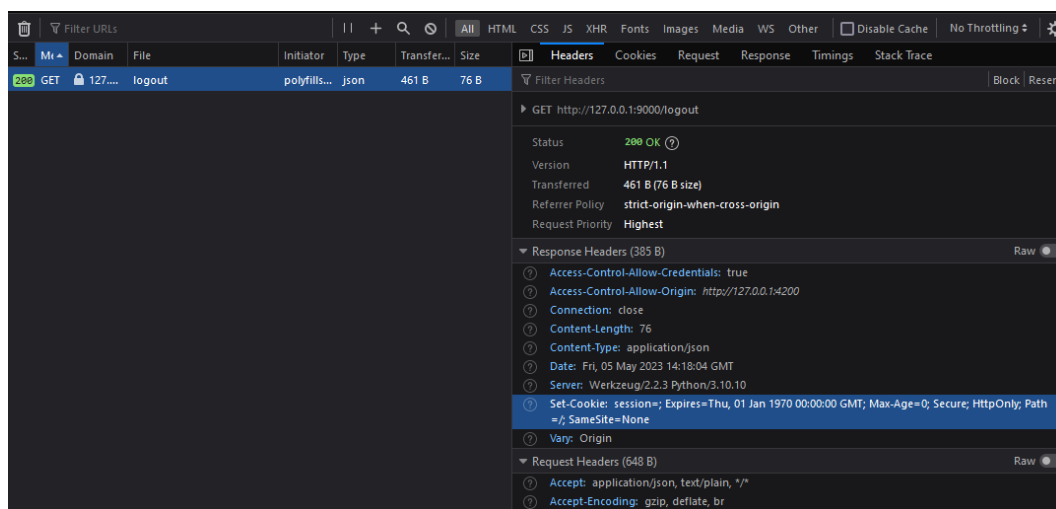 Filter URLs All HTML CSS JS XHR Fonts Images Media WS Other Disable Cache No Throttling
S... Me Domain File Initiator Type Transfer... Size Headers Cookies Request Response Timings Stack Trace
200 GET 127.... logout polyfills... json 461 B 76 B Filter Headers Block Reser
GET http://127.0.0.1:9000/logout
Status 200 OK
Version HTTP/1.1
Transferred 461 B (76 B size)
Referrer Policy strict-origin-when-cross-origin
Request Priority Highest
Response Headers (385 B) Raw
Access-Control-Allow-Credentials: true
Access-Control-Allow-Origin: http://127.0.0.1:4200
Connection: close
Content-Length: 76
Content-Type: application/json
Date: Fri, 05 May 2023 14:18:04 GMT
Server: Werkzeug/2.2.3 Python/3.10.10
Set-Cookie: session=; Expires=Thu, 01 Jan 1970 00:00:00 GMT; Max-Age=0; Secure; HttpOnly; Path
=/; SameSite=None
Vary: Origin
Request Headers (648 B) Raw
Accept: application/json, text/plain, */*
Accept-Encoding: gzip, deflate, br